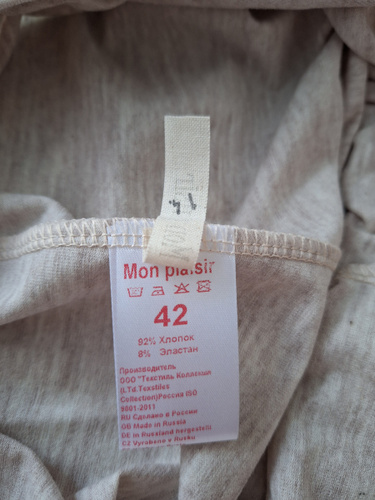 Mon plaisir
42
92% Хлопок
8% Эластан
Производитель
ООО "Текстиль Коллекшн
(Ltd.Textiles
Collection)Россия ISO
9001-2011
RU Сделано в России
GB Made in Russia
DE in Russland hergestellt
CZ Vyrobeno v Rusku